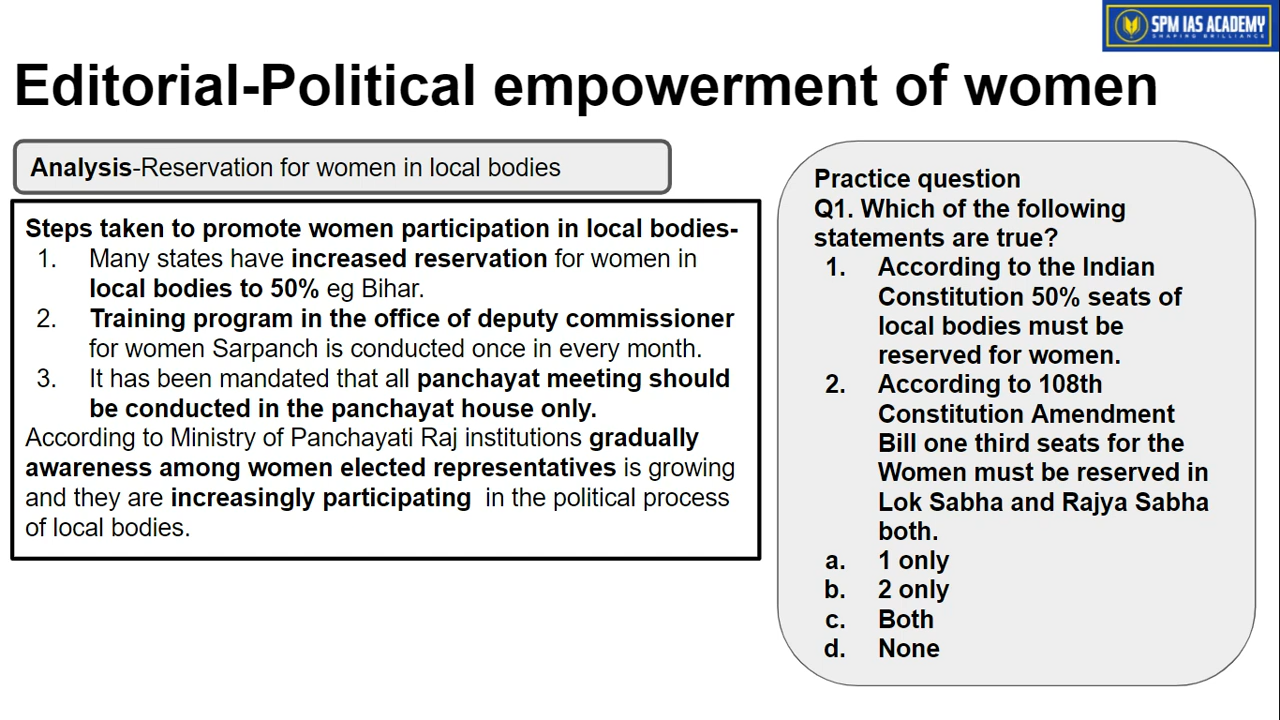 SPM IAS ACADEMY
SHAPING BRILLIANCE
Editorial-Political empowerment of women
Analysis-Reservation for women in local bodies
Steps taken to promote women participation in local bodies-
1. Many states have increased reservation for women in
local bodies to 50% eg Bihar.
2. Training program in the office of deputy commissioner
for women Sarpanch is conducted once in every month.
3. It has been mandated that all panchayat meeting should
be conducted in the panchayat house only.
According to Ministry of Panchayati Raj institutions gradually
awareness among women elected representatives is growing
and they are increasingly participating in the political process
of local bodies.
Practice question
Q1. Which of the following
statements are true?
1. According to the Indian
Constitution 50% seats of
local bodies must be
reserved for women.
2. According to 108th
Constitution Amendment
Bill one third seats for the
Women must be reserved in
Lok Sabha and Rajya Sabha
both.
a. 1 only
b. 2 only
c. Both
d. None